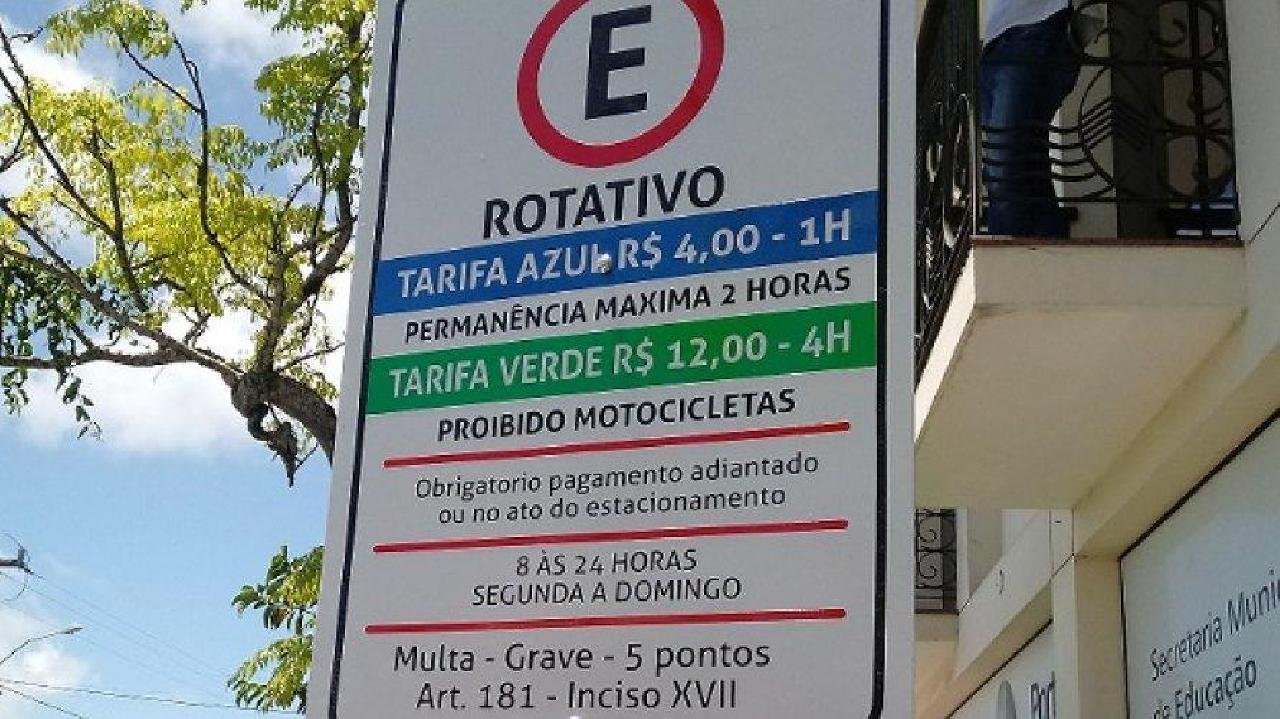 E
ROTATIVO
TARIFA AZUL R$ 4,00 - 1H
PERMANÊNCIA MAXIMA 2 HORAS
TARIFA VERDE R$ 12,00 - 4H
PROIBIDO MOTOCICLETAS
Obrigatorio pagamento adiantado
ou no ato do estacionamento
8 ÀS 24 HORAS
SEGUNDA A DOMINGO
Multa - Grave - 5 pontos
Art. 181 - Inciso XVII
Secretaria Muni
de Educação